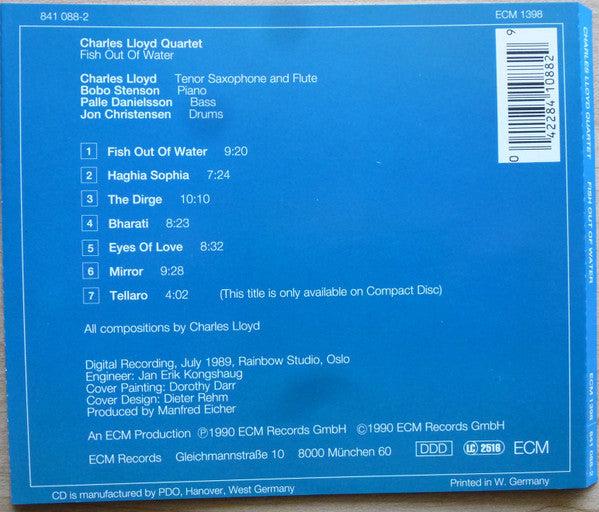 841 088-2 ECM 1398
Charles Lloyd Quartet
Fish Out Of Water
Charles Lloyd Tenor Saxophone and Flute
Bobo Stenson Piano
Palle Danielsson Bass
Jon Christensen Drums
1 Fish Out Of Water 9:20
2 Haghia Sophia 7:24
3 The Dirge 10:10
4 Bharati 8:23
5 Eyes Of Love 8:32
6 Mirror 9:28
7 Tellaro 4:02 (This title is only available on Compact Disc)
All compositions by Charles Lloyd
Digital Recording, July 1989, Rainbow Studio, Oslo
Engineer: Jan Erik Kongshaug
Cover Painting: Dorothy Darr
Cover Design: Dieter Rehm
Produced by Manfred Eicher
An ECM Production ℗1990 ECM Records GmbH ©1990 ECM Records GmbH
ECM Records Gleichmannstraße 10 8000 München 60 DDD LC 2516 ECM
CD is manufactured by PDO, Hanover, West Germany Printed in W. Germany
0 42284 10882 9
CHARLES LLOYD QUARTET FISH OUT OF WATER ECM 1398 841 088-2